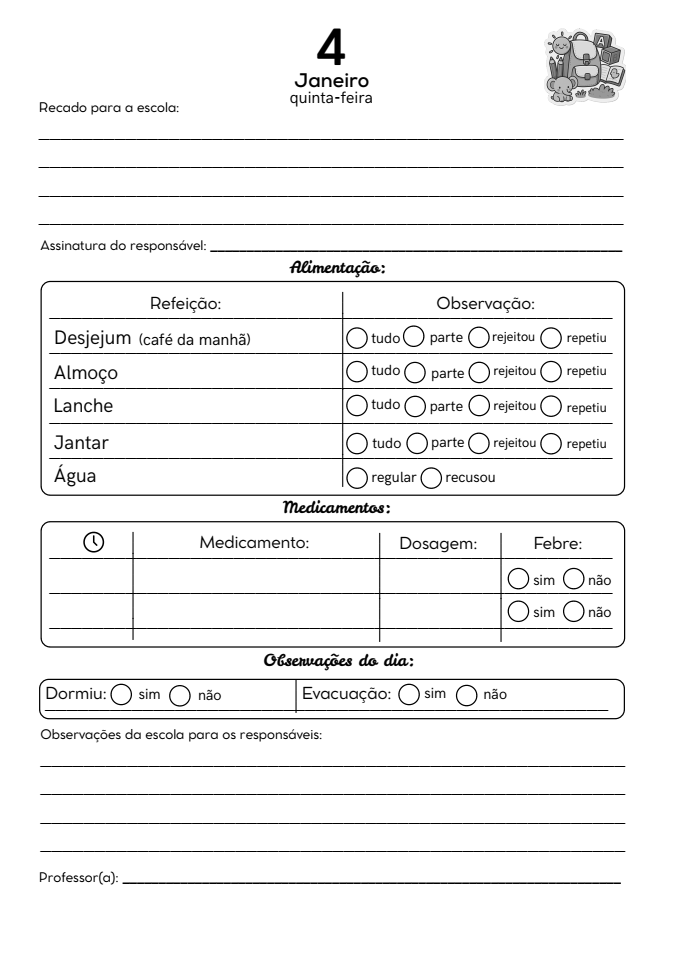 4
Janeiro
quinta-feira
Recado para a escola:
Assinatura do responsável:
Alimentação:
Refeição: Observação:
Desjejum (café da manhã) tudo parte rejeitou repetiu
Almoço tudo parte rejeitou repetiu
Lanche tudo parte rejeitou repetiu
Jantar tudo parte rejeitou repetiu
Água regular recusou
Medicamentos:
Medicamento: Dosagem: Febre:
sim não
sim não
Observações do dia:
Dormiu: sim não Evacuação: sim não
Observações da escola para os responsáveis:
Professor(a):